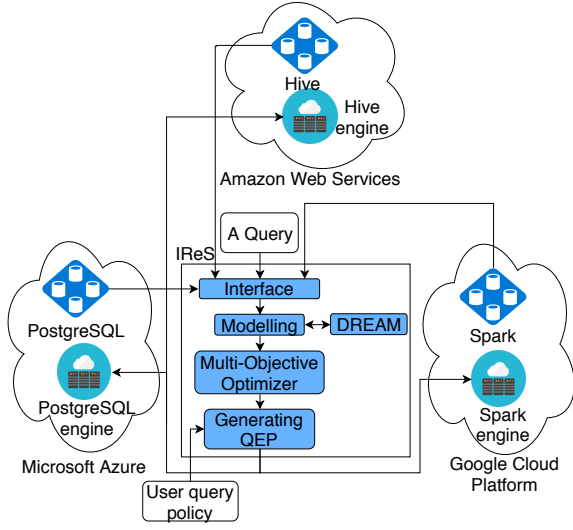 Hive
Hive
engine
Amazon Web Services
A Query
IReS
Interface
PostgreSQL
Modelling
DREAM
Spark
Multi-Objective
Optimizer
PostgreSQL
engine
Generating
QEP
Spark
engine
Microsoft Azure
Google Cloud
Platform
User query
policy